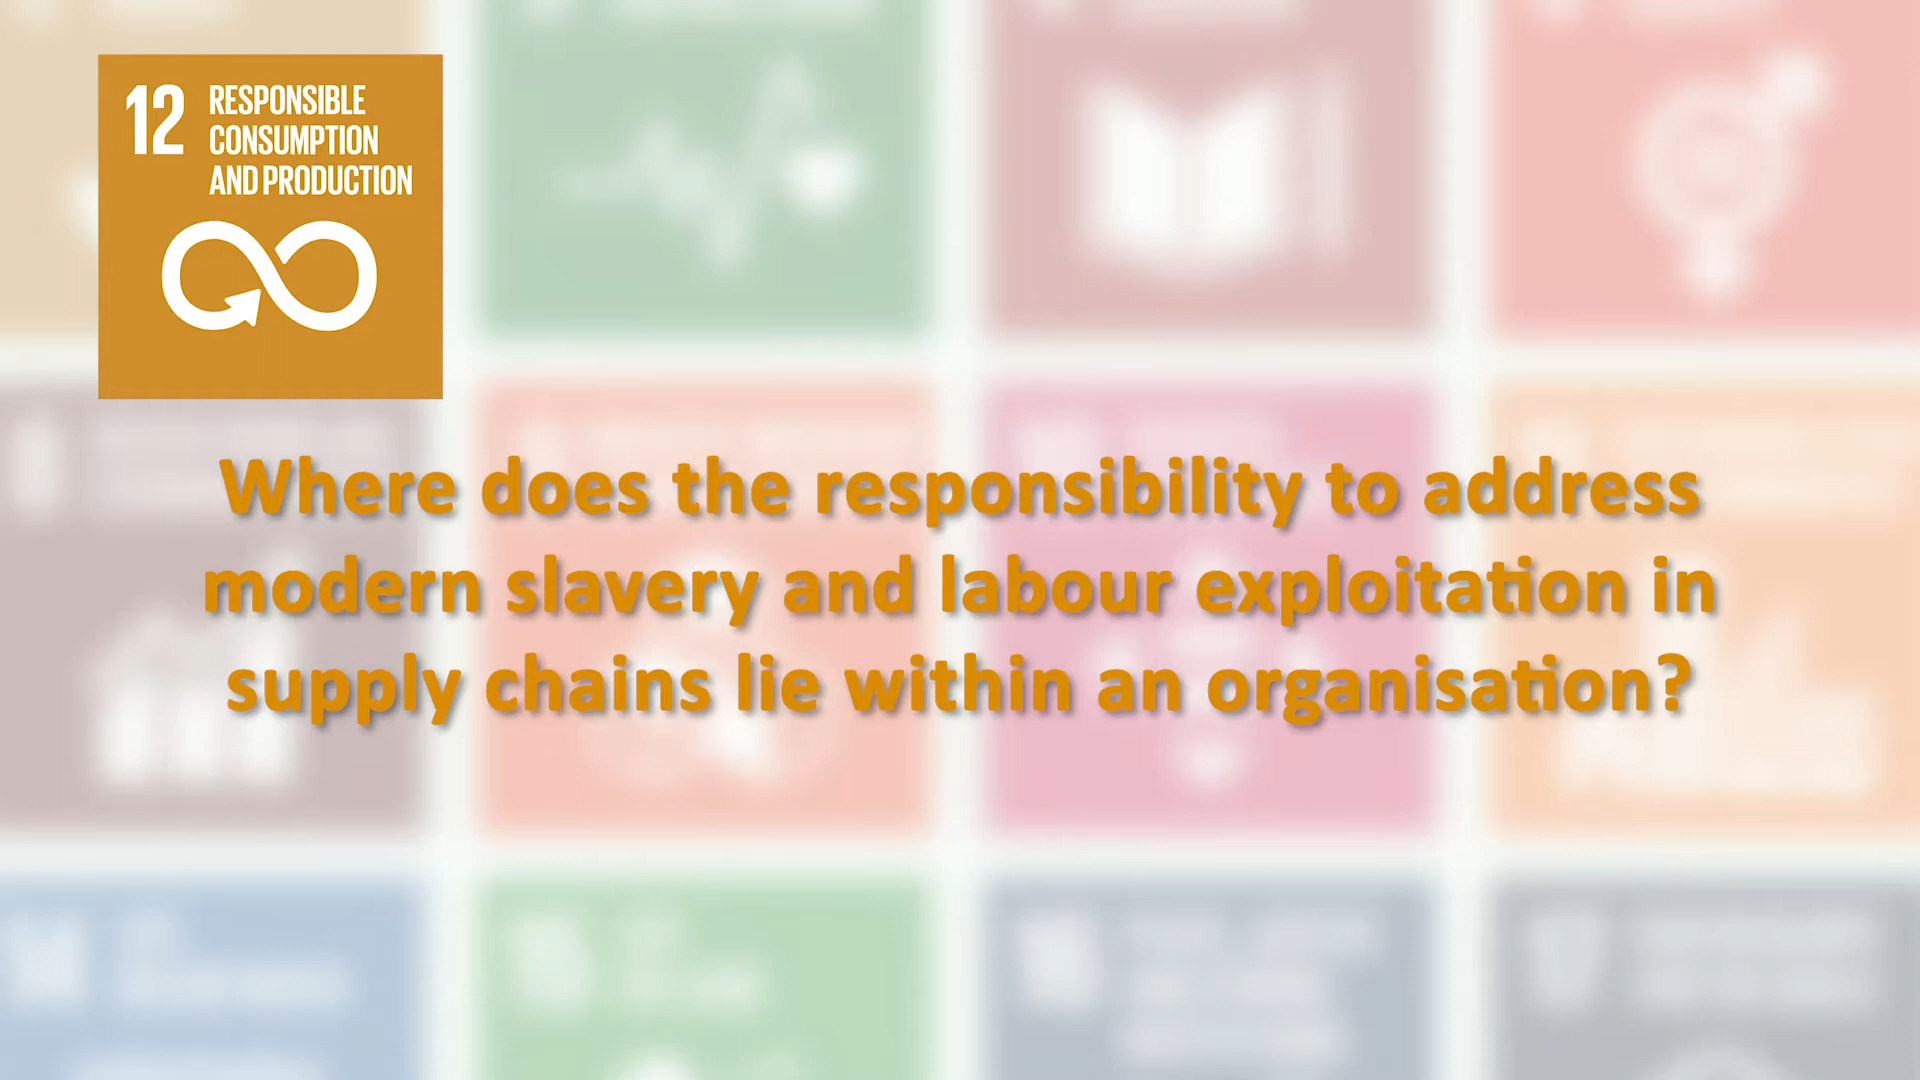 12 RESPONSIBLE
CONSUMPTION
AND PRODUCTION
Where does the responsibility to address
modern slavery and labour exploitation in
supply chains lie within an organisation?